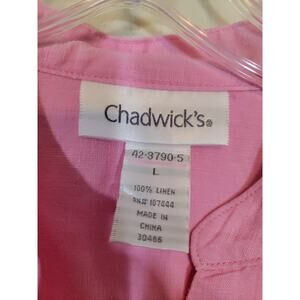 Chadwick's®
42-3790-5
L
100% LINEN
RN# 107444
MADE IN
CHINA
30466